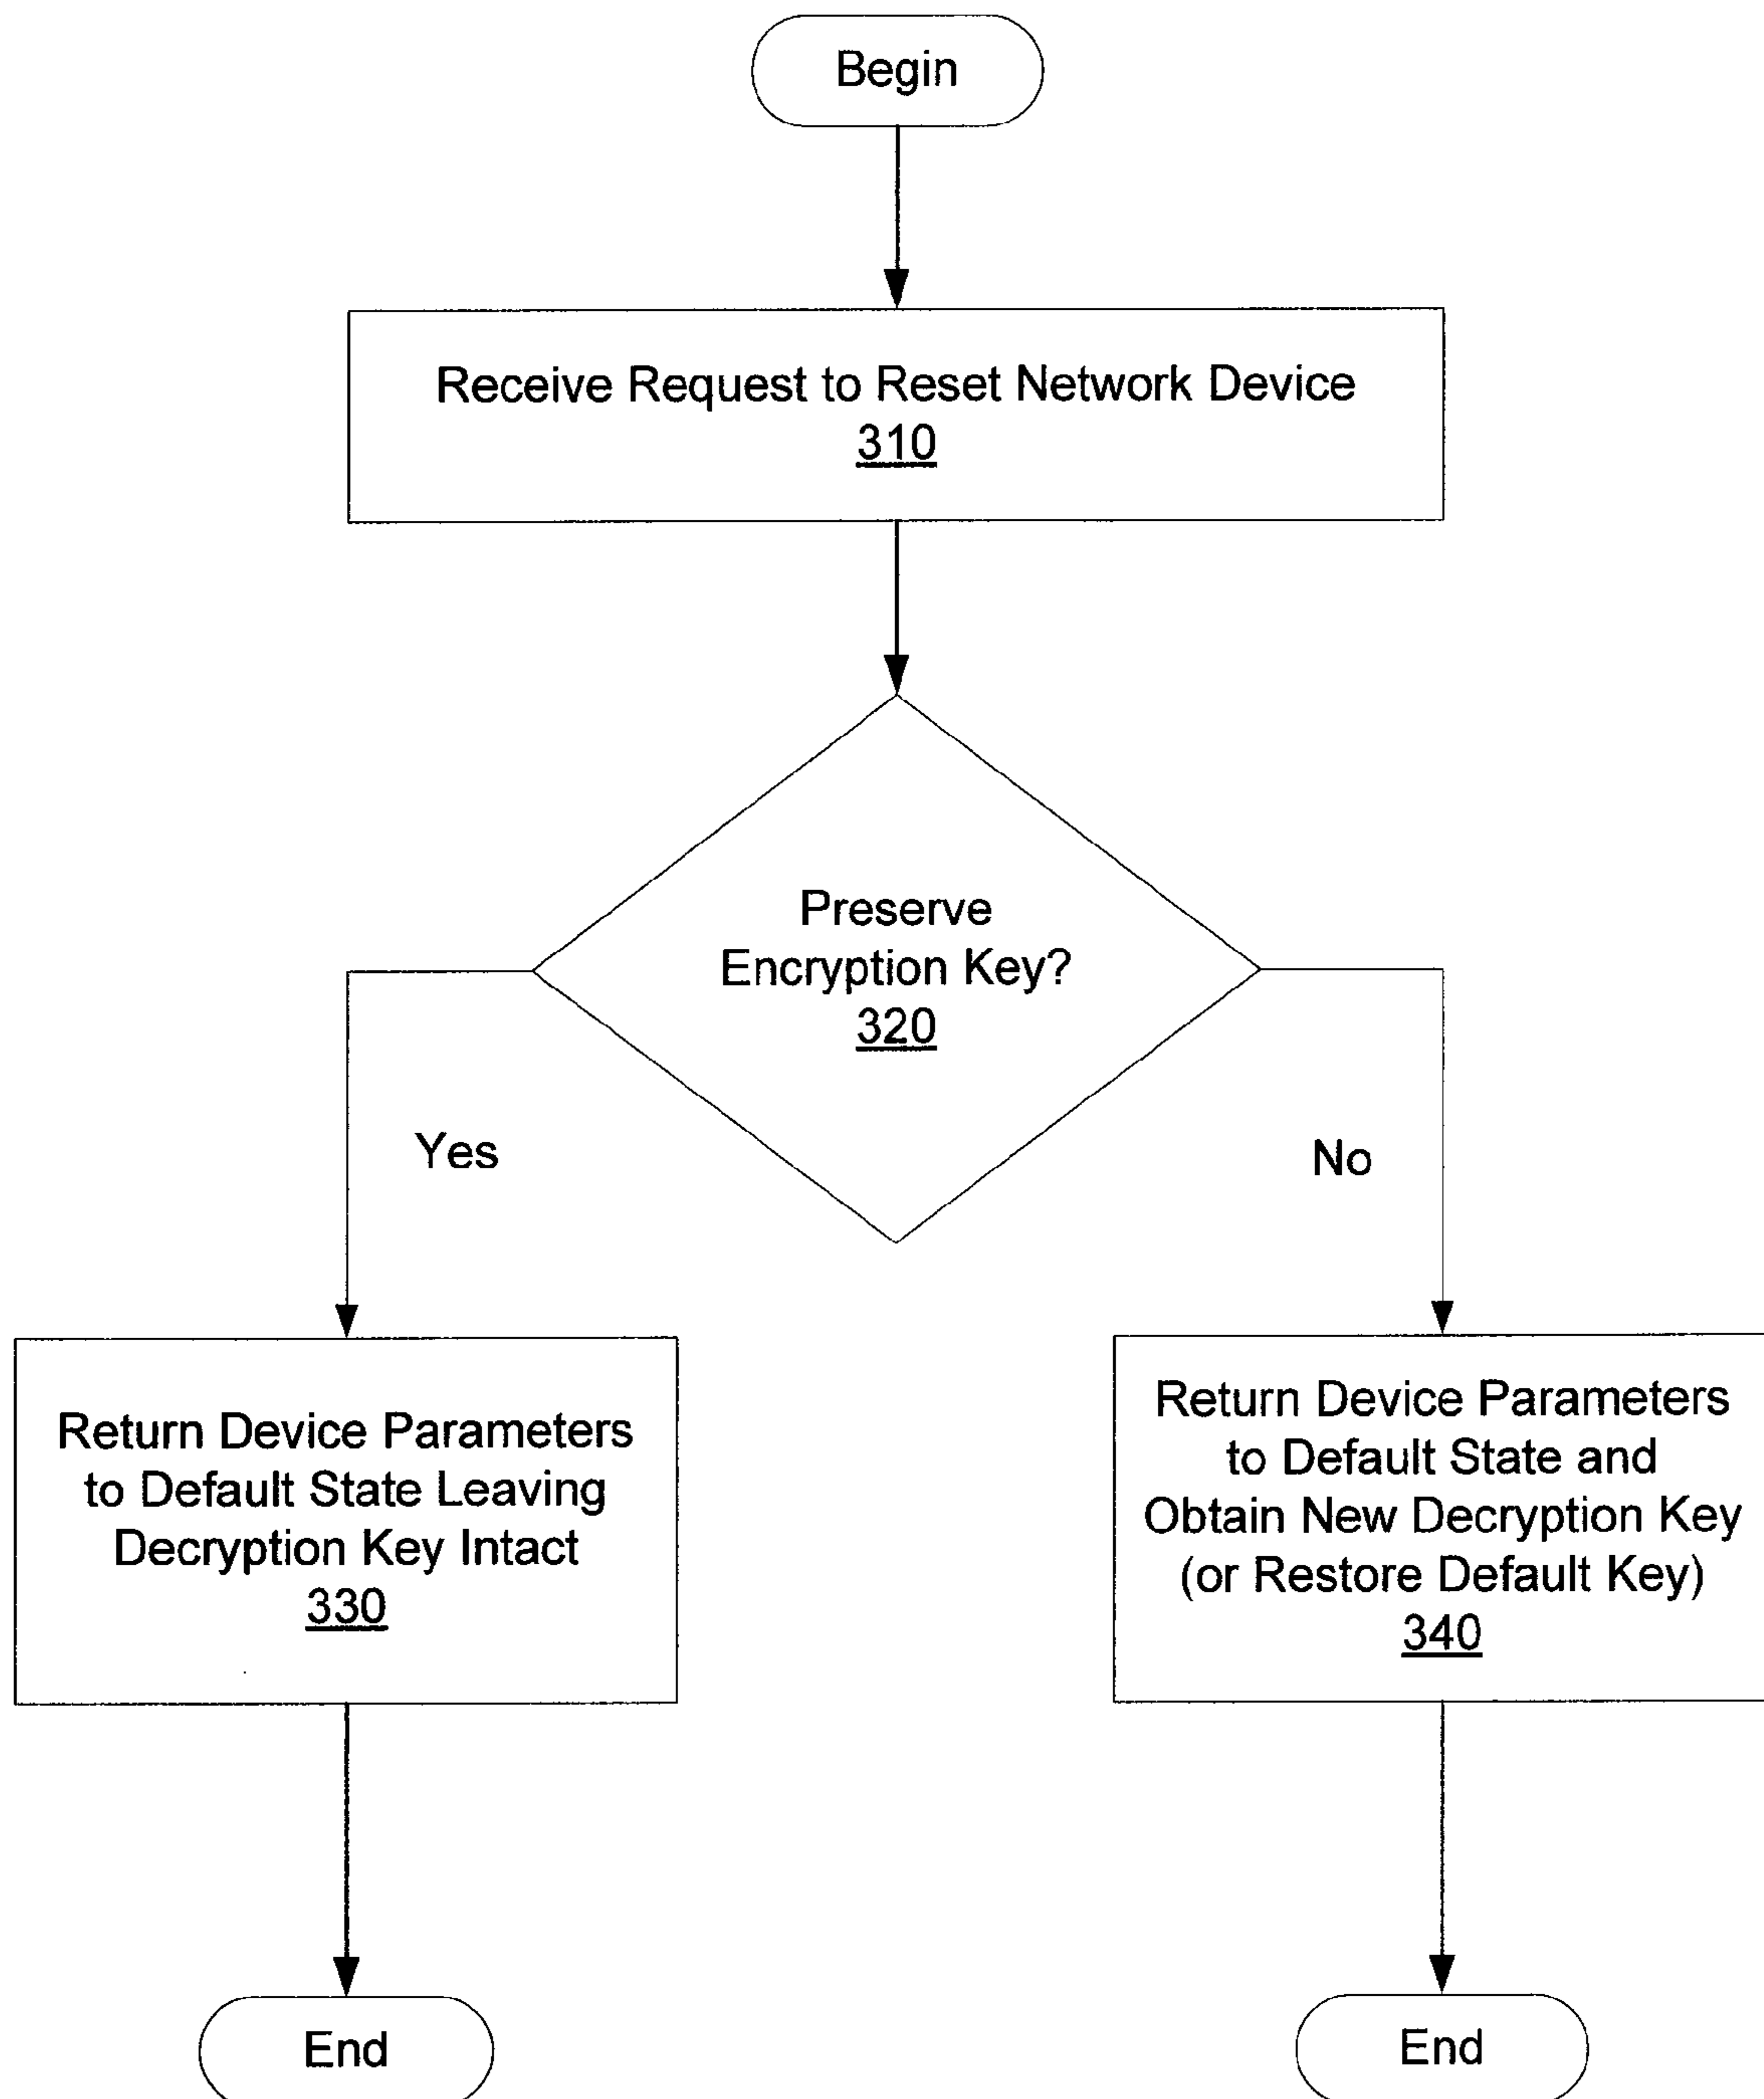 Begin
Receive Request to Reset Network Device
310
Preserve
Encryption Key?
320
Yes
No
Return Device Parameters
to Default State Leaving
Decryption Key Intact
330
Return Device Parameters
to Default State and
Obtain New Decryption Key
(or Restore Default Key)
340
End
End